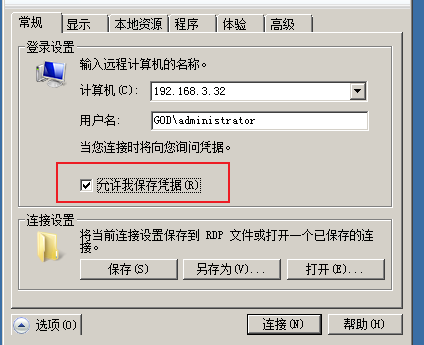 常规 显示 本地资源 程序 体验 高级
登录设置
输入远程计算机的名称。
计算机(C): 192.168.3.32
用户名: GOD\administrator
当您连接时将向您询问凭据。
允许我保存凭据(R)
连接设置
将当前连接设置保存到 RDP 文件或打开一个已保存的连
接。
保存(S) 另存为(V)... 打开(E)...
选项(O) 连接(N) 帮助(H)